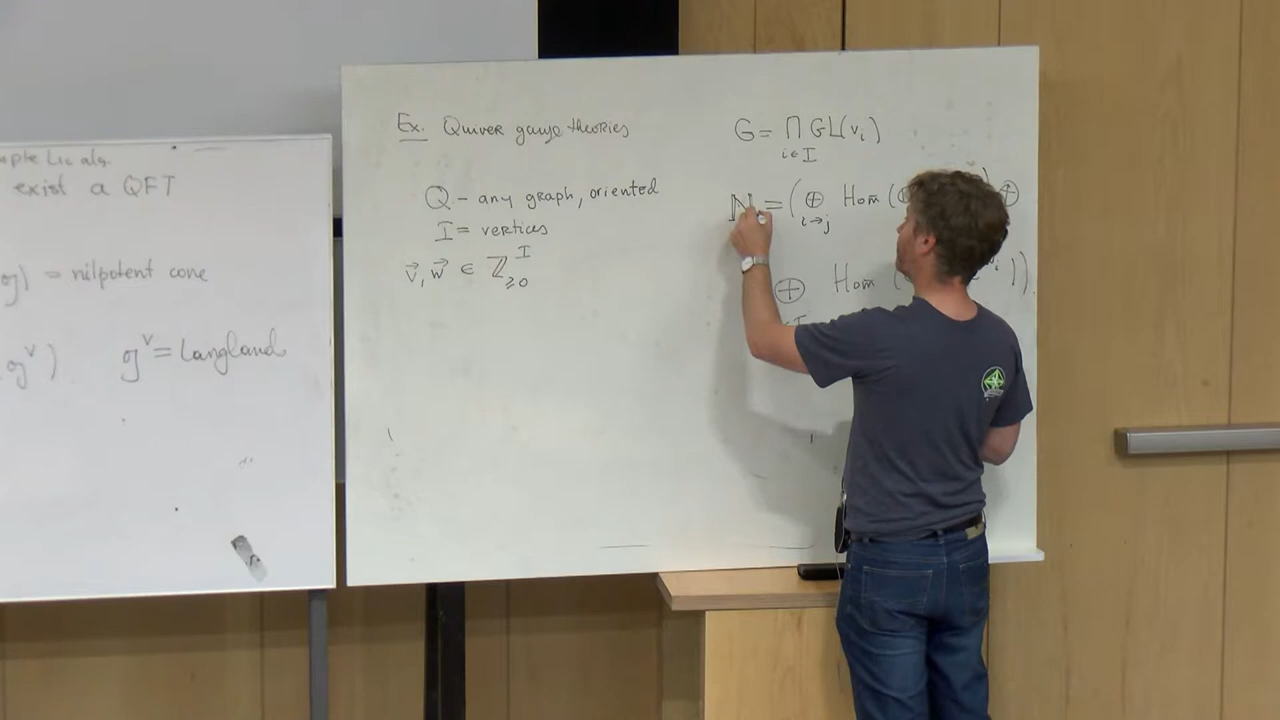 Lie alg.
exist a QFT
= nilpotent cone
g^v) g^v = Langland
Ex. Quiver gauge theories
Q - any graph, oriented
I = vertices
v⃗, w⃗ ∈ ℤ^I_{≥0}
G = ∏_{i∈I} GL(v_i)
ℕ = (⊕_{i→j} Hom ( ) ⊕
⊕ Hom ( )).